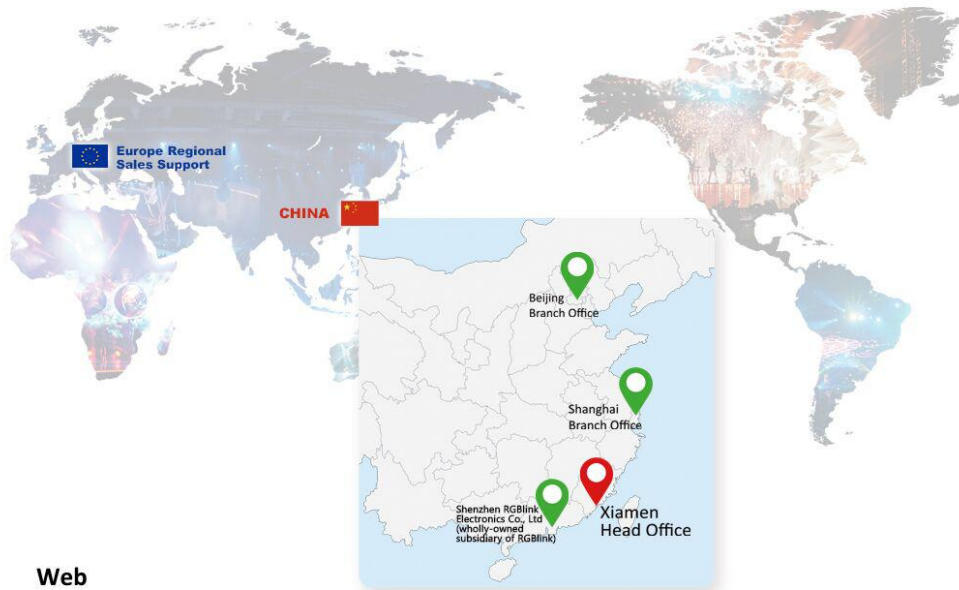 Europe Regional
Sales Support
CHINA
Beijing
Branch Office
Shanghai
Branch Office
Shenzhen RGBlink
Electronics Co., Ltd
(wholly-owned
subsidiary of RGBlink)
Xiamen
Head Office
Web